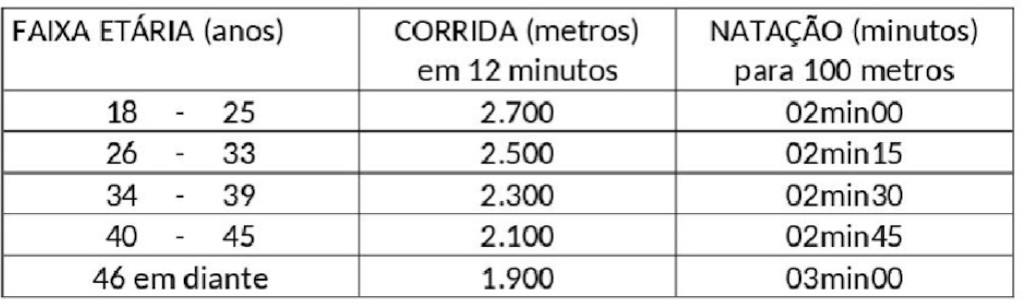 FAIXA ETÁRIA (anos) CORRIDA (metros) NATAÇÃO (minutos)
em 12 minutos para 100 metros
18 - 25 2.700 02min00
26 - 33 2.500 02min15
34 - 39 2.300 02min30
40 - 45 2.100 02min45
46 em diante 1.900 03min00